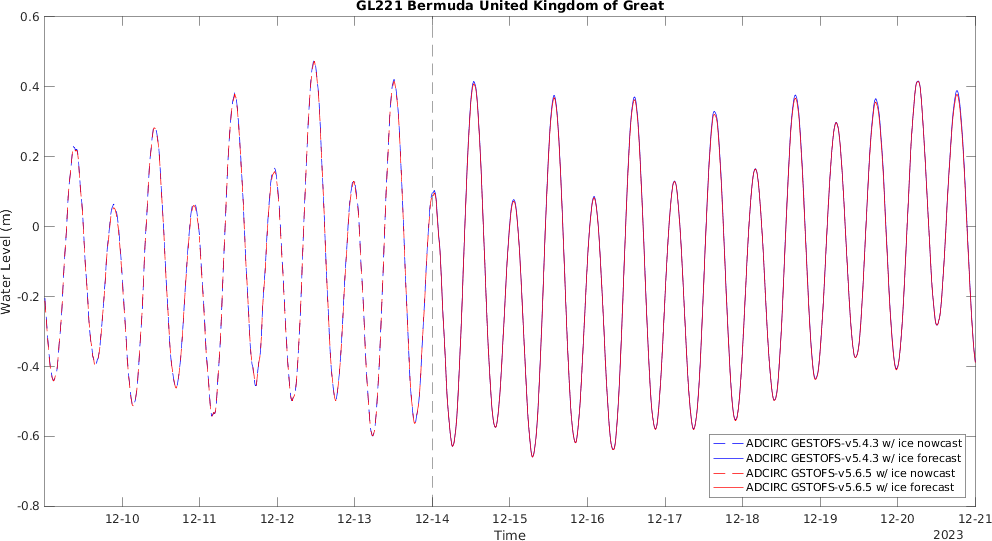 GL221 Bermuda United Kingdom of Great
0.6
0.4
0.2
0
-0.2
-0.4
-0.6
-0.8
Water Level (m)
ADCIRC GESTOFS-v5.4.3 w/ ice nowcast
ADCIRC GESTOFS-v5.4.3 w/ ice forecast
ADCIRC GSTOFS-v5.6.5 w/ ice nowcast
ADCIRC GSTOFS-v5.6.5 w/ ice forecast
12-10 12-11 12-12 12-13 12-14 12-15 12-16 12-17 12-18 12-19 12-20 12-21
Time
2023